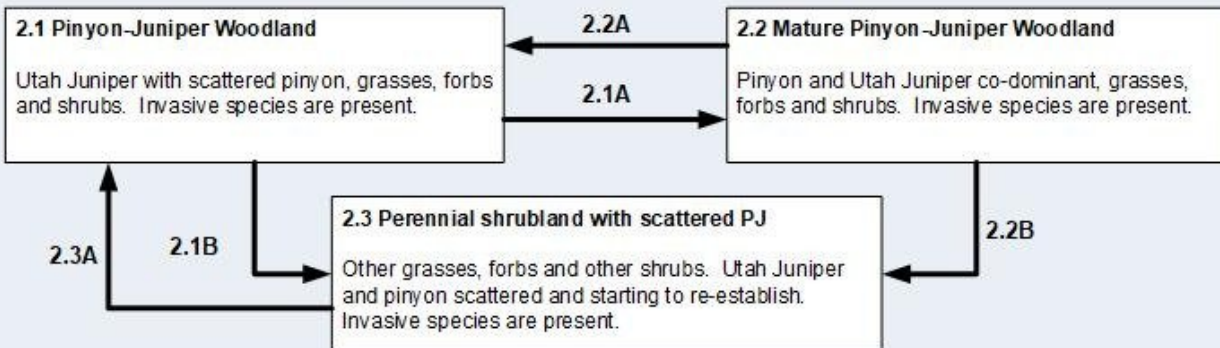 2.1 Pinyon-Juniper Woodland
Utah Juniper with scattered pinyon, grasses, forbs
and shrubs. Invasive species are present.
2.2A
2.1A
2.2 Mature Pinyon-Juniper Woodland
Pinyon and Utah Juniper co-dominant, grasses,
forbs and shrubs. Invasive species are present.
2.3A
2.1B
2.3 Perennial shrubland with scattered PJ
Other grasses, forbs and other shrubs. Utah Juniper
and pinyon scattered and starting to re-establish.
Invasive species are present.
2.2B